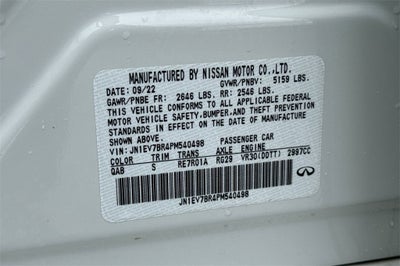 MANUFACTURED BY NISSAN MOTOR CO.,LTD.
DATE: 09/22 GVWR/PNBV: 5159 LBS.
GAWR/PNBE FR: 2646 LBS. RR: 2546 LBS.
THIS VEHICLE CONFORMS TO ALL APPLICABLE
FEDERAL MOTOR VEHICLE SAFETY,BUMPER,AND THEFT
PREVENTION STANDARDS IN EFFECT ON THE DATE OF MANUFACTURE
SHOWN ABOVE.
VIN: JN1EV7BR4PM540498 PASSENGER CAR
COLOR TRIM TRANS AXLE ENGINE
QAB S RE7R01A RG29 VR30(DDTT) 2997CC
JN1EV7BR4PM540498
INFINITI